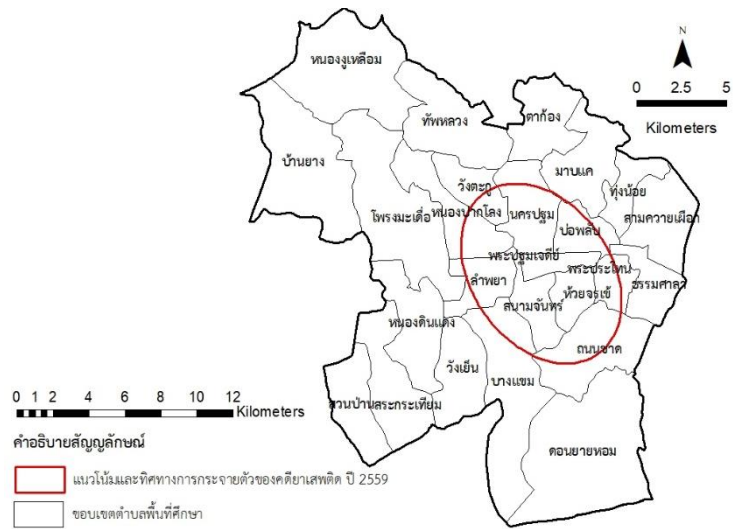 หนองงูเหลือม
N
ทัพหลวง
ตาก้อง
0 2.5 5
Kilometers
บ้านยาง
มาบแค
วังตะกู
ทุ่งน้อย
โพรงมะเดื่อ
หนองปากโลง
นครปฐม
บ่อพลับ
สามควายเผือก
พระปฐมเจดีย์
พระประโทน
ธรรมศาลา
ลำพยา
สนามจันทร์
ห้วยจรเข้
หนองดินแดง
ถนนขาด
วังเย็น
บางแขม
0 1 2 4 6 8 10 12
Kilometers
สวนป่าน
สระกระเทียม
ดอนยายหอม
คำอธิบายสัญญลักษณ์
แนวโน้มและทิศทางการกระจายตัวของคดียาเสพติด ปี 2559
ขอบเขตตำบลพื้นที่ศึกษา